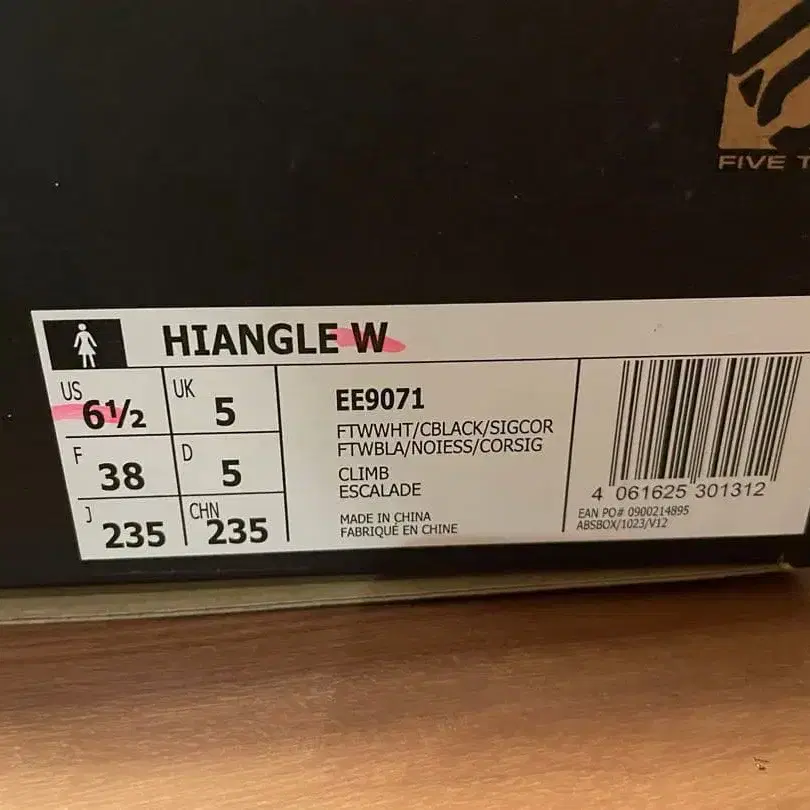 FIVE T
HIANGLE W
US 6½
UK 5
F 38
D 5
J 235
CHN 235
EE9071
FTWWHT/CBLACK/SIGCOR
FTWBLA/NOIESS/CORSIG
CLIMB
ESCALADE
MADE IN CHINA
FABRIQUÉ EN CHINE
4 061625 301312
EAN PO# 0900214895
ABSBOX/1023/V12